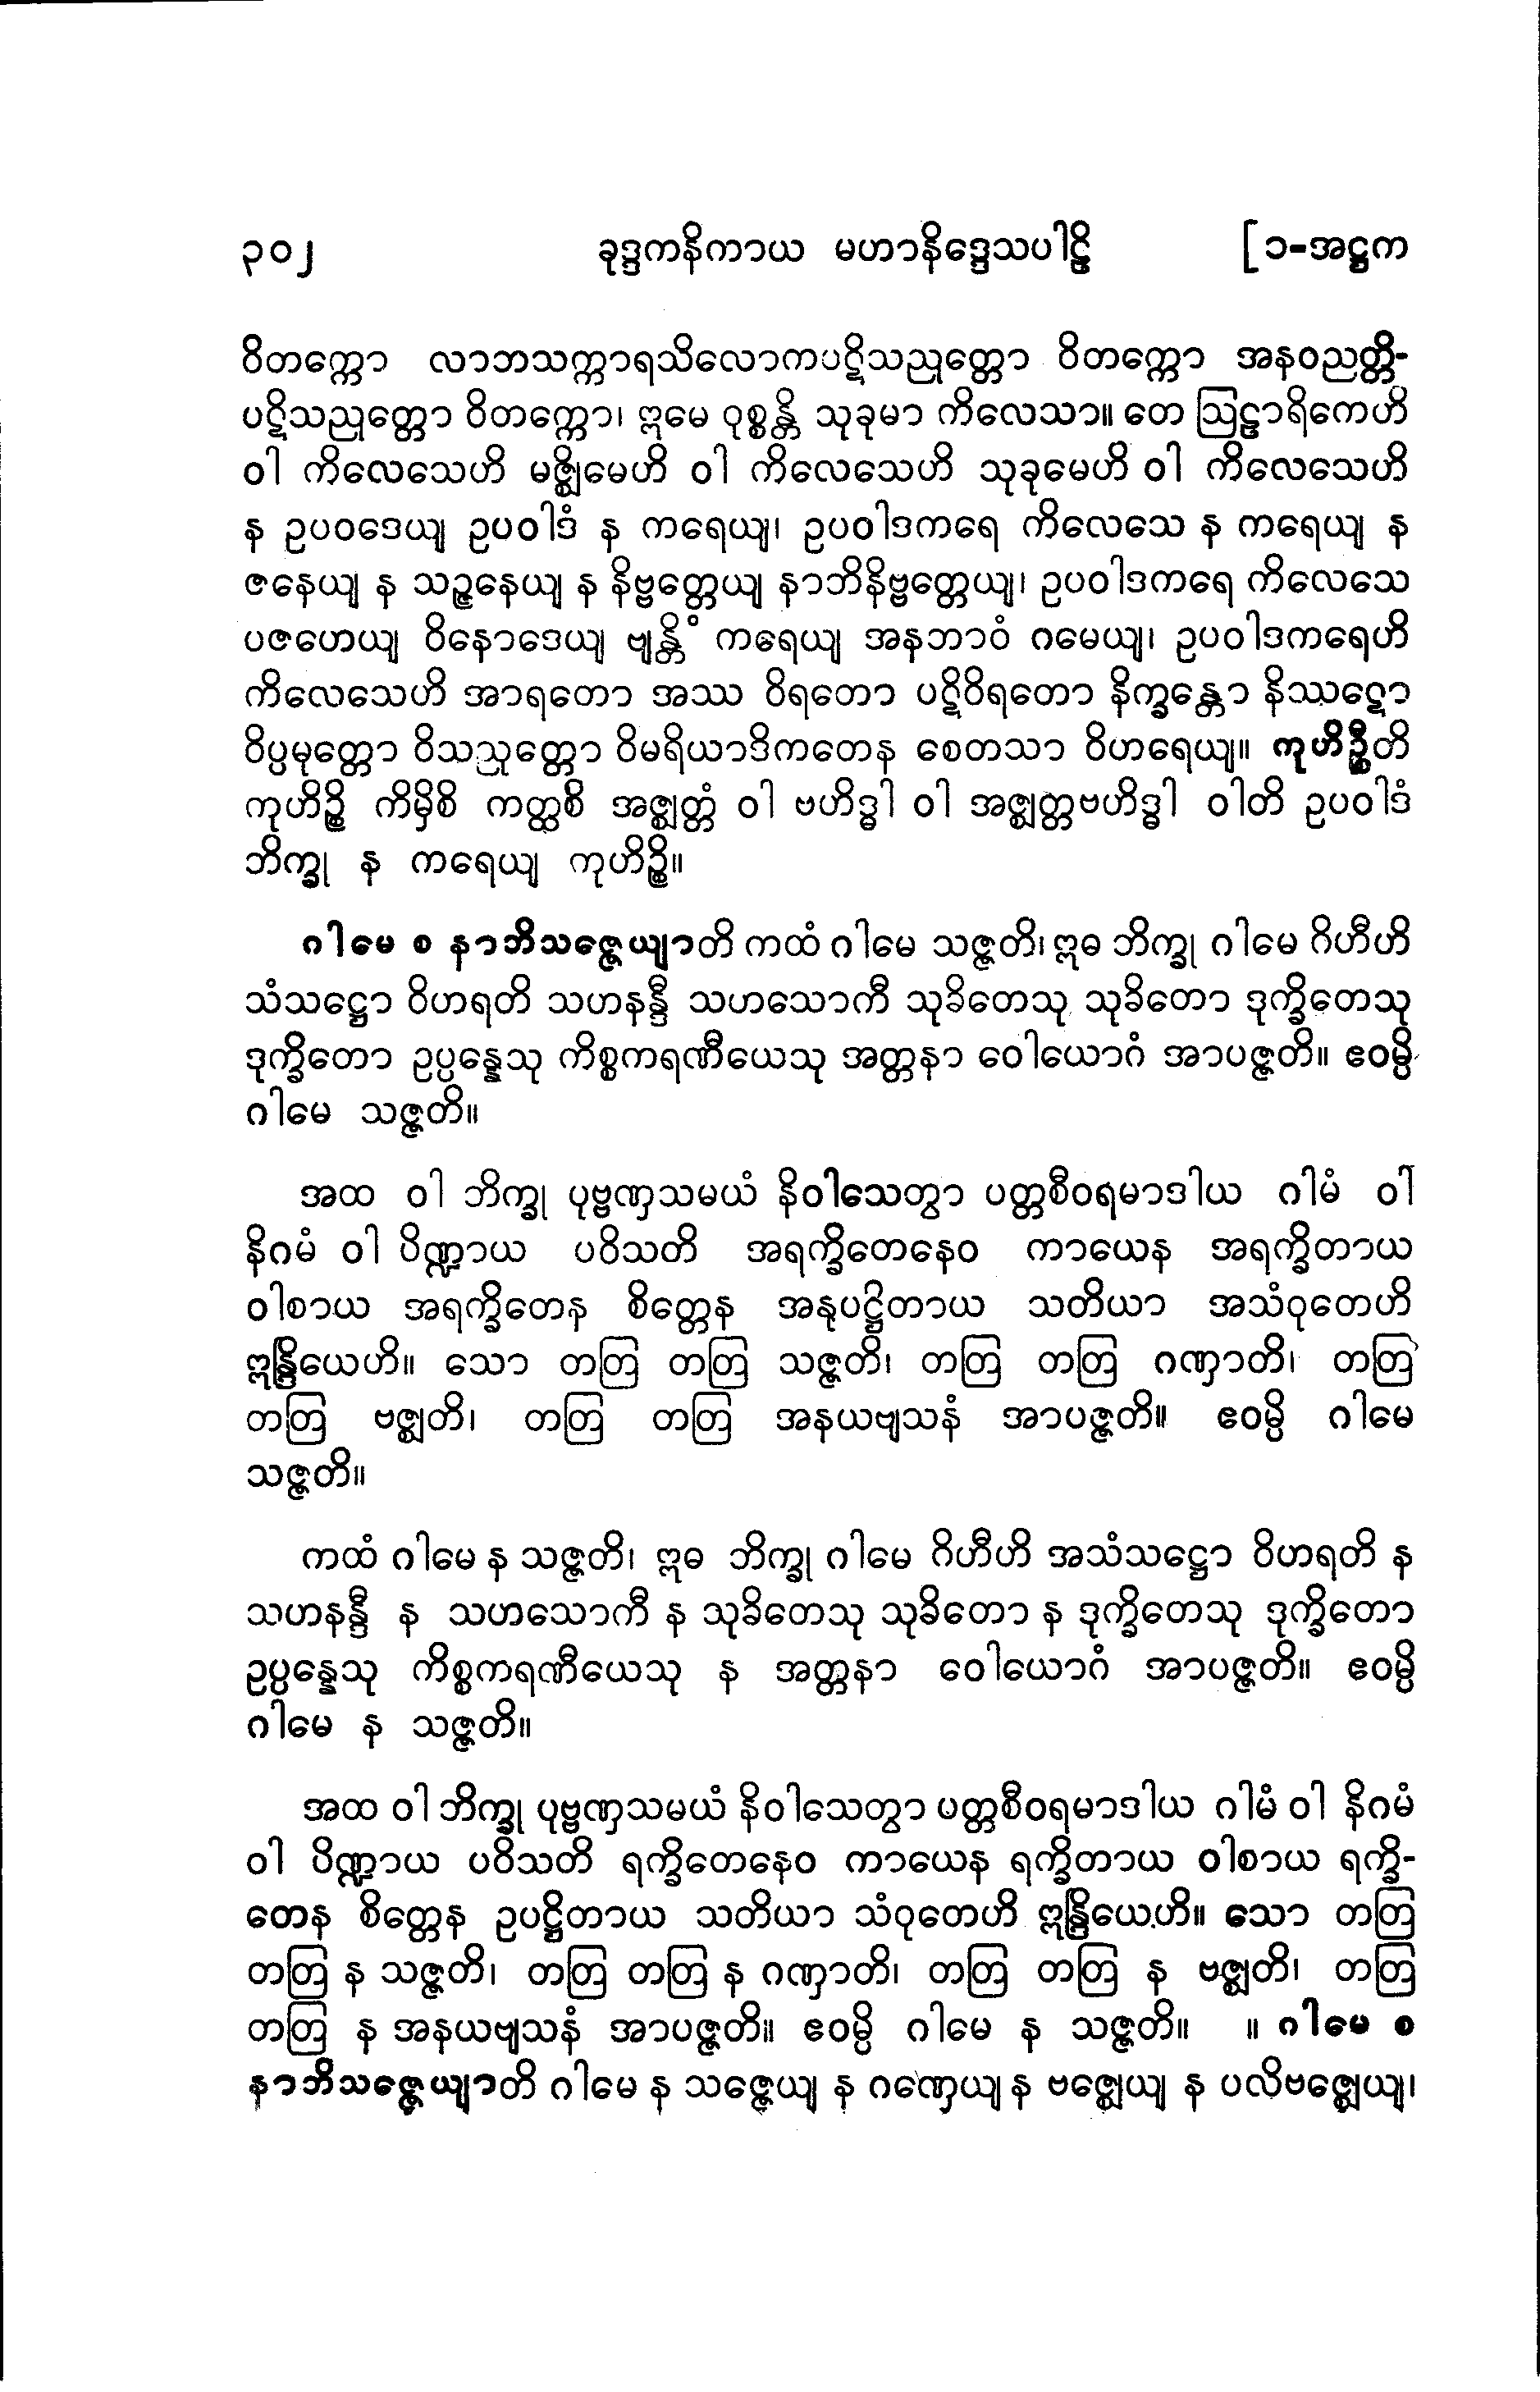 ၃၀၂ ခုဒ္ဒကနိကာယ မဟာနိဒ္ဒေသပါဠိ [ ၁-အဋ္ဌက
ဝိတက္ကော လာဘသက္ကာရသိလောကပဋိသညုတ္တော ဝိတက္ကော အနဝညတ္တိ-
ပဋိသညုတ္တော ဝိတက္ကော၊ ဣမေ ဝုစ္စန္တိ သုခုမာ ကိလေသာ။ တေ ဩဠာရိကေဟိ
ဝါ ကိလေသေဟိ မဇ္ဈိမေဟိ ဝါ ကိလေသေဟိ သုခုမေဟိ ဝါ ကိလေသေဟိ
န ဥပဝဒေယျ ဥပဝါဒံ န ကရေယျ၊ ဥပဝါဒကရေ ကိလေသေ န ကရေယျ န
ဇနေယျ န သဉ္ဇနေယျ န နိဗ္ဗတ္တေယျ နာဘိနိဗ္ဗတ္တေယျ၊ ဥပဝါဒကရေ ကိလေသေ
ပဇဟေယျ ဝိနောဒေယျ ဗျန္တိံ ကရေယျ အနဘာဝံ ဂမေယျ၊ ဥပဝါဒကရေဟိ
ကိလေသေဟိ အာရတော အဿ ဝိရတော ပဋိဝိရတော နိက္ခန္တော နိဿဋော
ဝိပ္ပမုတ္တော ဝိသညုတ္တော ဝိမရိယာဒိကတေန စေတသာ ဝိဟရေယျ။ ကုဟိဉ္စီတိ
ကုဟိဉ္စိ ကိမှိစိ ကတ္ထစိ အဇ္ဈတ္တံ ဝါ ဗဟိဒ္ဓါ ဝါ အဇ္ဈတ္တဗဟိဒ္ဓါ ဝါတိ ဥပဝါဒံ
ဘိက္ခု န ကရေယျ ကုဟိဉ္စိ။
ဂါမေ စ နာဘိသဇ္ဇေယျာတိ ကထံ ဂါမေ သဇ္ဇတိ၊ ဣဓ ဘိက္ခု ဂါမေ ဂိဟီဟိ
သံသဋ္ဌော ဝိဟရတိ သဟနန္ဒီ သဟသောကီ သုခိတေသု သုခိတော ဒုက္ခိတေသု
ဒုက္ခိတော ဥပ္ပန္နေသု ကိစ္စကရဏီယေသု အတ္တနာ ဝေါယောဂံ အာပဇ္ဇတိ။ ဧဝမ္ပိ
ဂါမေ သဇ္ဇတိ။
အထ ဝါ ဘိက္ခု ပုဗ္ဗဏှသမယံ နိဝါသေတွာ ပတ္တစီဝရမာဒါယ ဂါမံ ဝါ
နိဂမံ ဝါ ပိဏ္ဍာယ ပဝိသတိ အရက္ခိတေနေဝ ကာယေန အရက္ခိတာယ
ဝါစာယ အရက္ခိတေန စိတ္တေန အနုပဋ္ဌိတာယ သတိယာ အသံဝုတေဟိ
ဣန္ဒြိယေဟိ။ သော တတြ တတြ သဇ္ဇတိ၊ တတြ တတြ ဂဏှာတိ၊ တတြ
တတြ ဗဇ္ဈတိ၊ တတြ တတြ အနယဗျသနံ အာပဇ္ဇတိ။ ဧဝမ္ပိ ဂါမေ
သဇ္ဇတိ။
ကထံ ဂါမေ န သဇ္ဇတိ၊ ဣဓ ဘိက္ခု ဂါမေ ဂိဟီဟိ အသံသဋ္ဌော ဝိဟရတိ န
သဟနန္ဒီ န သဟသောကီ န သုခိတေသု သုခိတော န ဒုက္ခိတေသု ဒုက္ခိတော
ဥပ္ပန္နေသု ကိစ္စကရဏီယေသု န အတ္တနာ ဝေါယောဂံ အာပဇ္ဇတိ။ ဧဝမ္ပိ
ဂါမေ န သဇ္ဇတိ။
အထ ဝါ ဘိက္ခု ပုဗ္ဗဏှသမယံ နိဝါသေတွာ ပတ္တစီဝရမာဒါယ ဂါမံ ဝါ နိဂမံ
ဝါ ပိဏ္ဍာယ ပဝိသတိ ရက္ခိတေနေဝ ကာယေန ရက္ခိတာယ ဝါစာယ ရက္ခိ-
တေန စိတ္တေန ဥပဋ္ဌိတာယ သတိယာ သံဝုတေဟိ ဣန္ဒြိယေဟိ။ သော တတြ
တတြ န သဇ္ဇတိ၊ တတြ တတြ န ဂဏှာတိ၊ တတြ တတြ န ဗဇ္ဈတိ၊ တတြ
တတြ န အနယဗျသနံ အာပဇ္ဇတိ။ ဧဝမ္ပိ ဂါမေ န သဇ္ဇတိ။ ။ ဂါမေ စ
နာဘိသဇ္ဇေယျာတိ ဂါမေ န သဇ္ဇေယျ န ဂဏှေယျ န ဗဇ္ဈေယျ န ပလိဗဇ္ဈေယျ၊